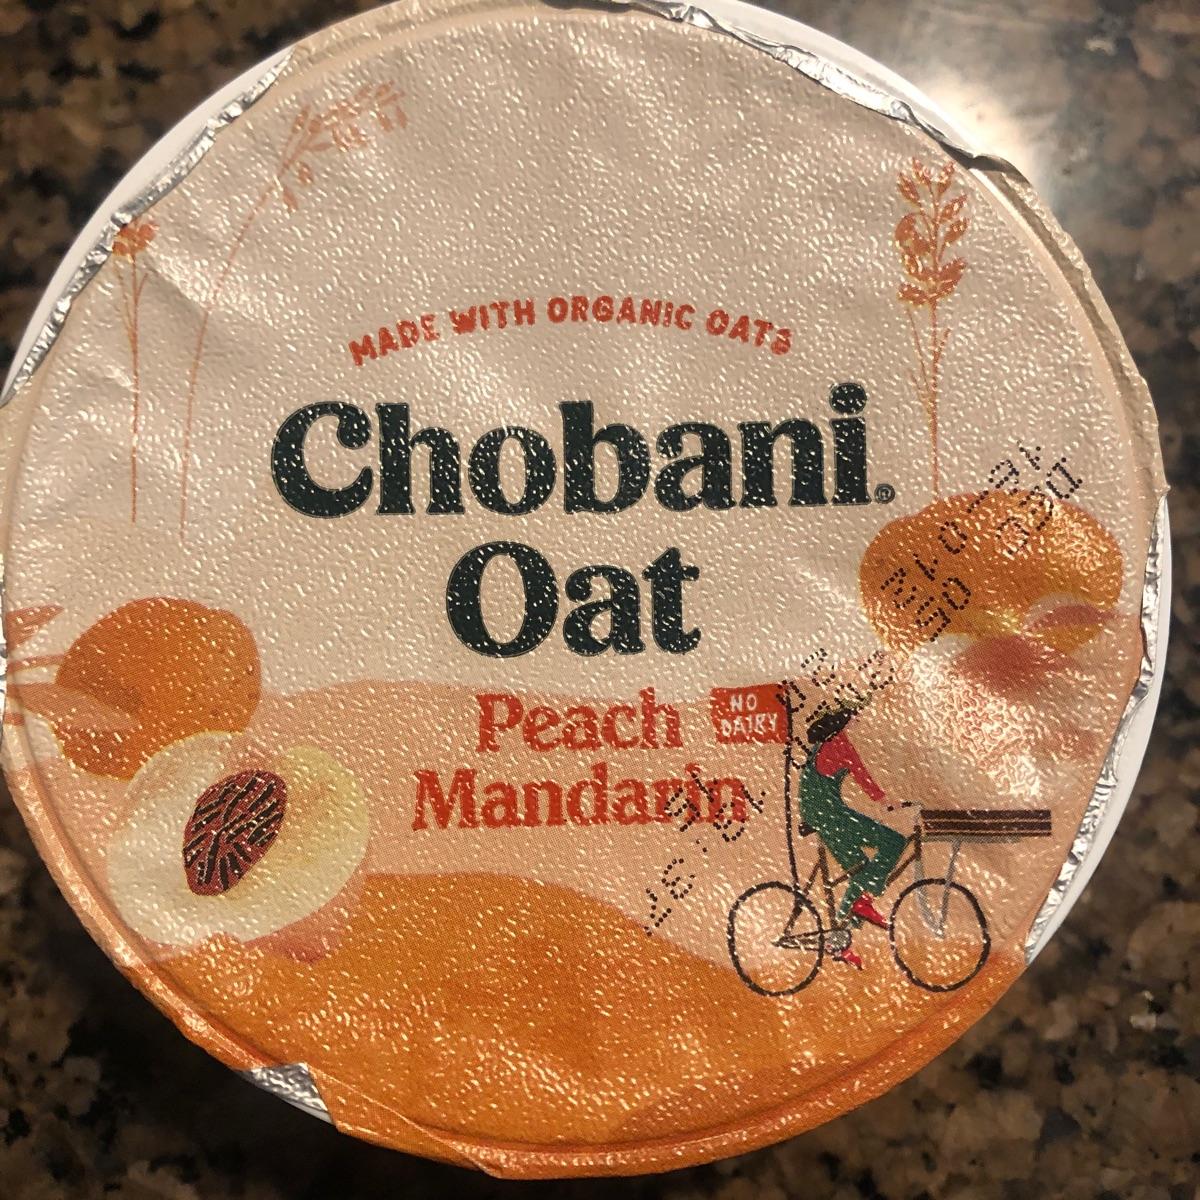 MADE WITH ORGANIC OATS
Chobani®
Oat
Peach
NO
DAIRY
Mandarin